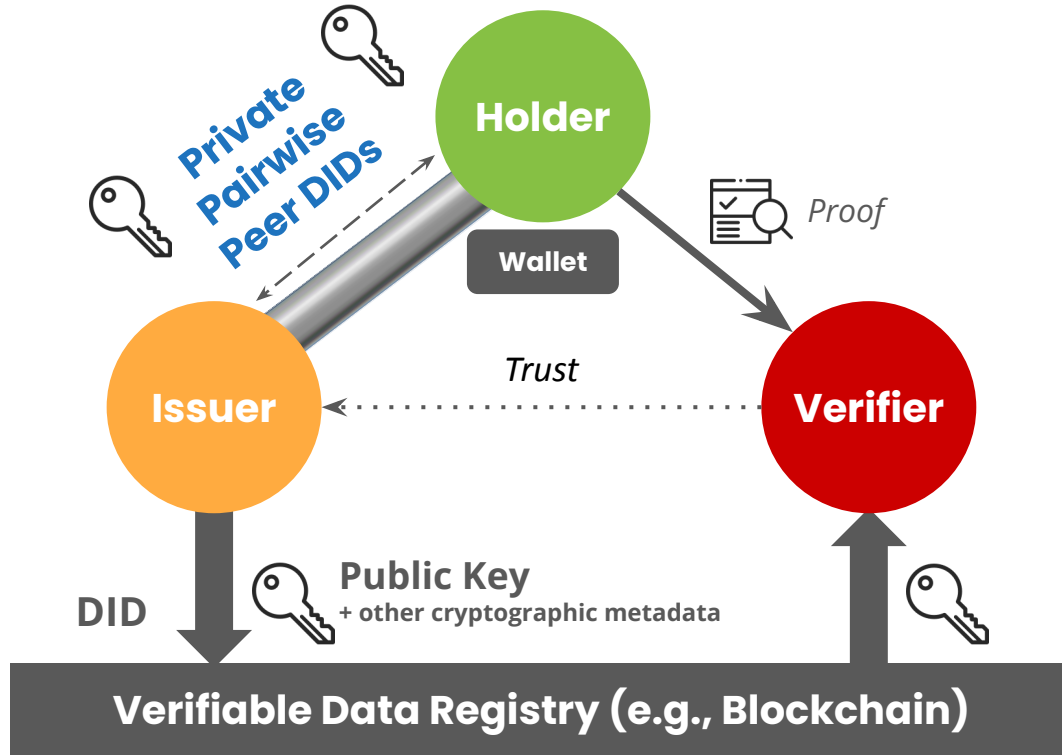 Private
Pairwise
Peer DIDs
Holder
Wallet
Proof
Trust
Issuer
Verifier
DID
Public Key
+ other cryptographic metadata
Verifiable Data Registry (e.g., Blockchain)